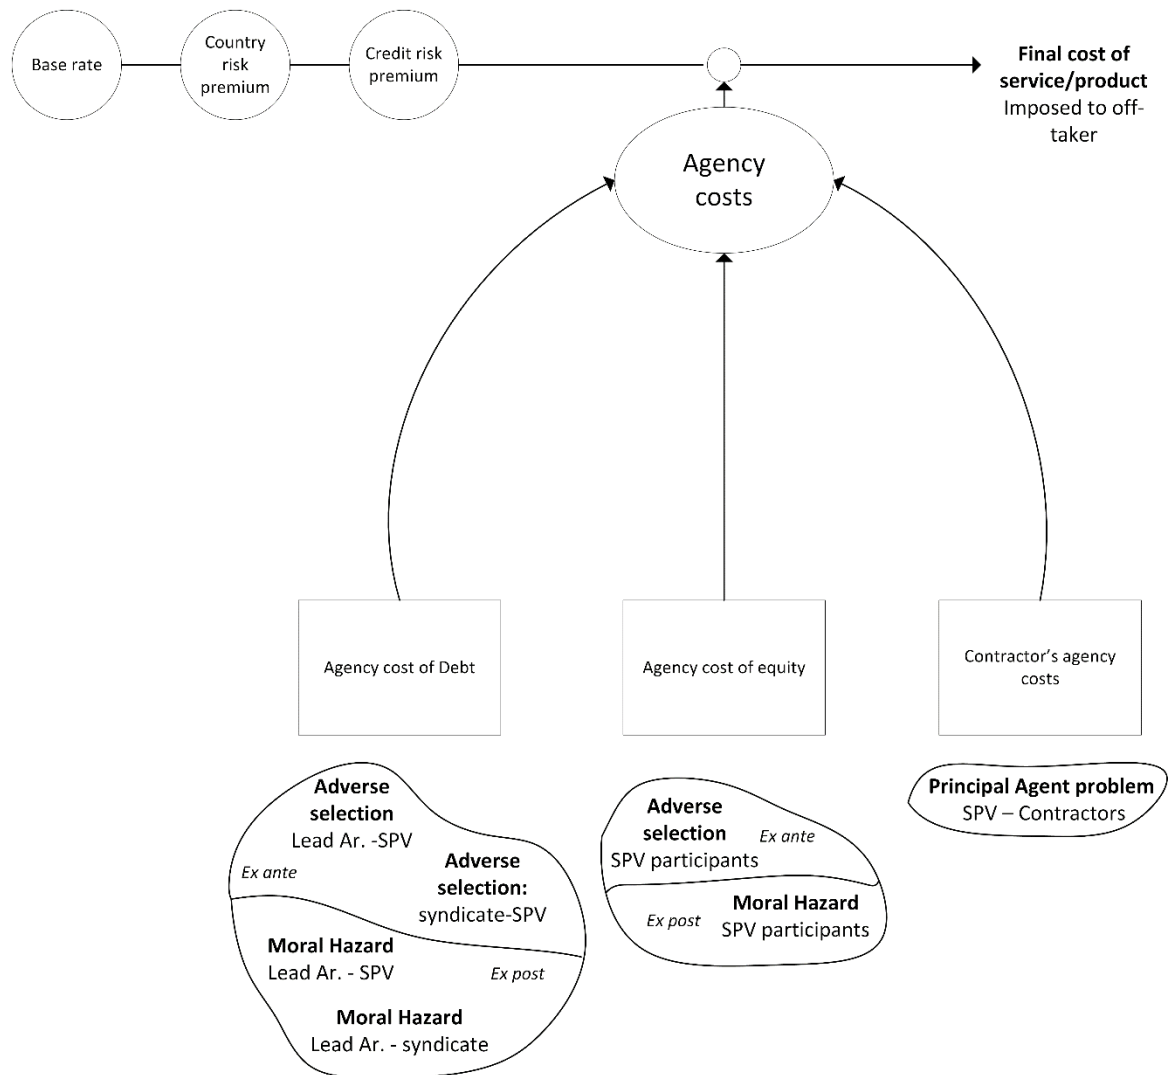 Base rate
Country
risk
premium
Credit risk
premium
Final cost of
service/product
Imposed to off-
taker
Agency
costs
Agency cost of Debt
Agency cost of equity
Contractor's agency
costs
Adverse
selection
Lead Ar. -SPV
Ex ante
Adverse
selection:
syndicate-SPV
Moral Hazard
Lead Ar. - SPV
Ex post
Moral Hazard
Lead Ar. - syndicate
Adverse
selection
SPV participants
Ex ante
Moral Hazard
SPV participants
Ex post
Principal Agent problem
SPV – Contractors